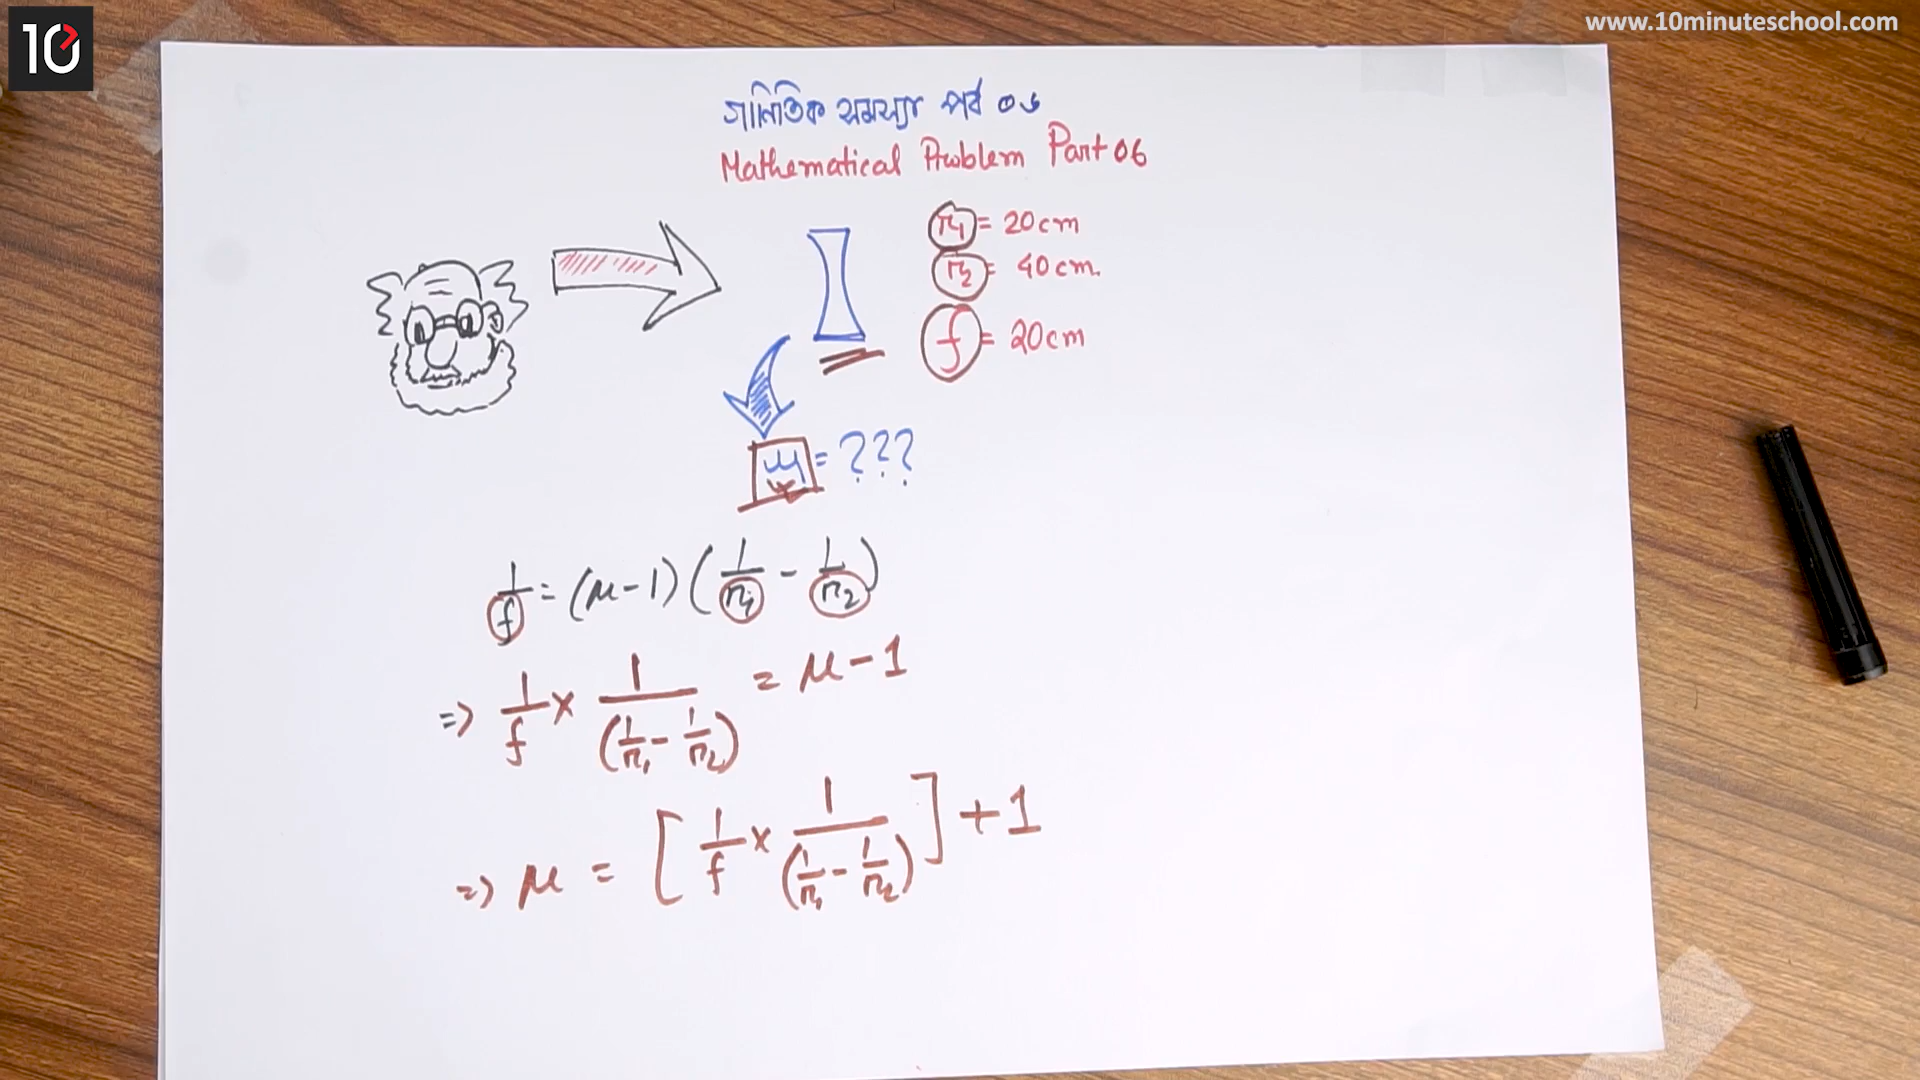 10
www.10minuteschool.com
গানিতিক সমস্যা পর্ব ০৬
Mathematical Problem Part 06
r₁ = 20cm
r₂ = 40cm.
f = 20cm
μ = ???
1/f = (μ-1) (1/r₁ - 1/r₂)
=> 1/f × 1/(1/r₁ - 1/r₂) = μ - 1
=> μ = [1/f × 1/(1/r₁ - 1/r₂)] + 1